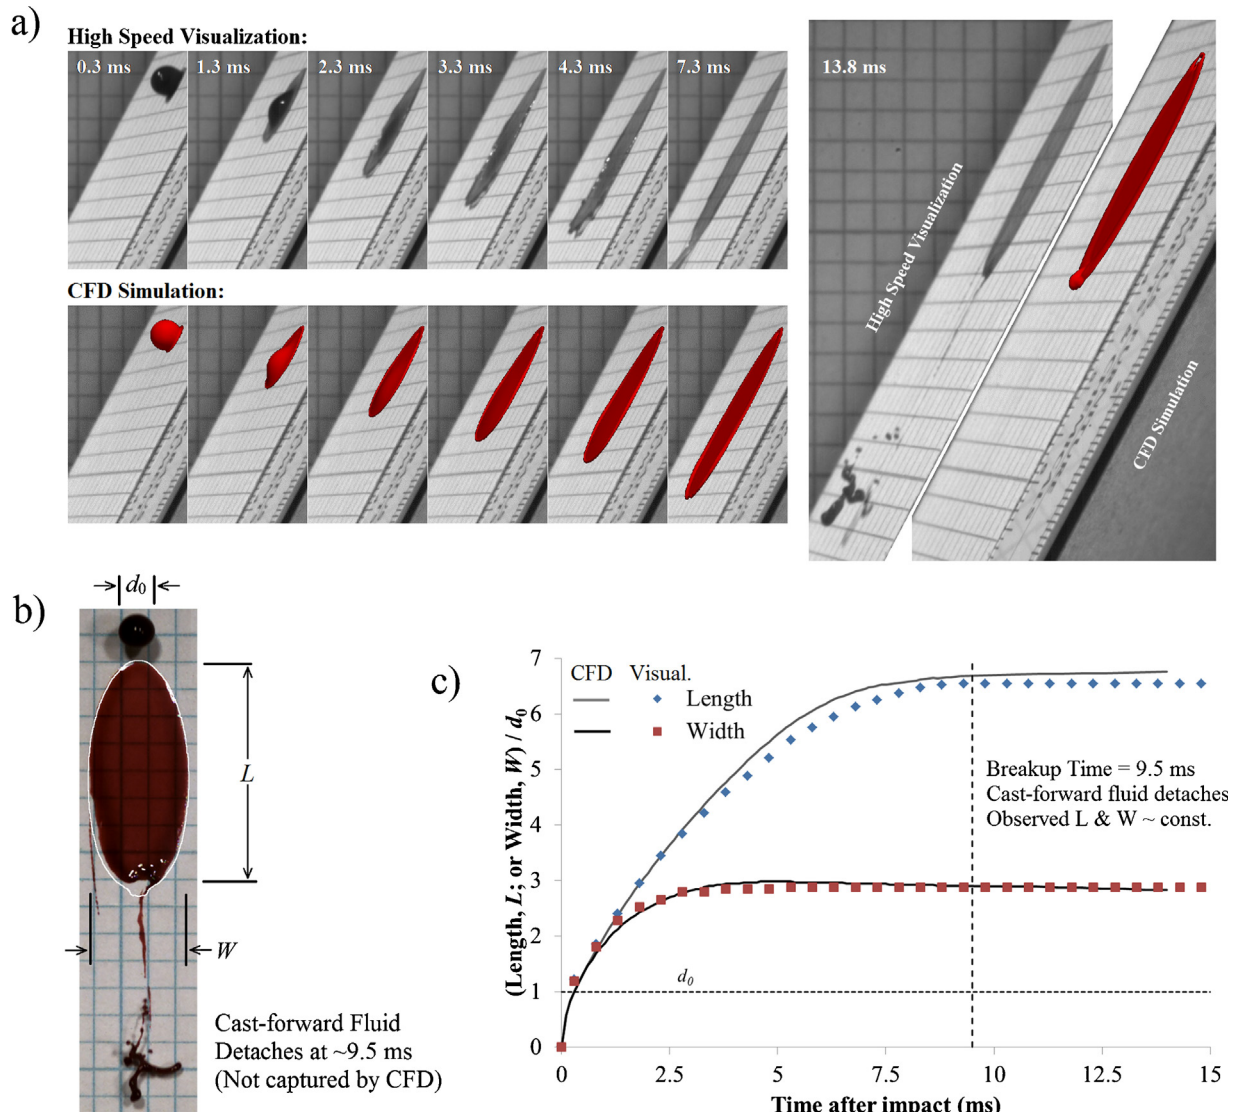 a)
High Speed Visualization:
0.3 ms 1.3 ms 2.3 ms 3.3 ms 4.3 ms 7.3 ms
CFD Simulation:
13.8 ms
High Speed Visualization
CFD Simulation
b)
d0
L
W
Cast-forward Fluid
Detaches at ~9.5 ms
(Not captured by CFD)
c)
(Length, L; or Width, W) / d0
7
6
5
4
3
2
1
0
CFD Visual.
Length
Width
Breakup Time = 9.5 ms
Cast-forward fluid detaches
Observed L & W ~ const.
d0
0 2.5 5 7.5 10 12.5 15
Time after impact (ms)